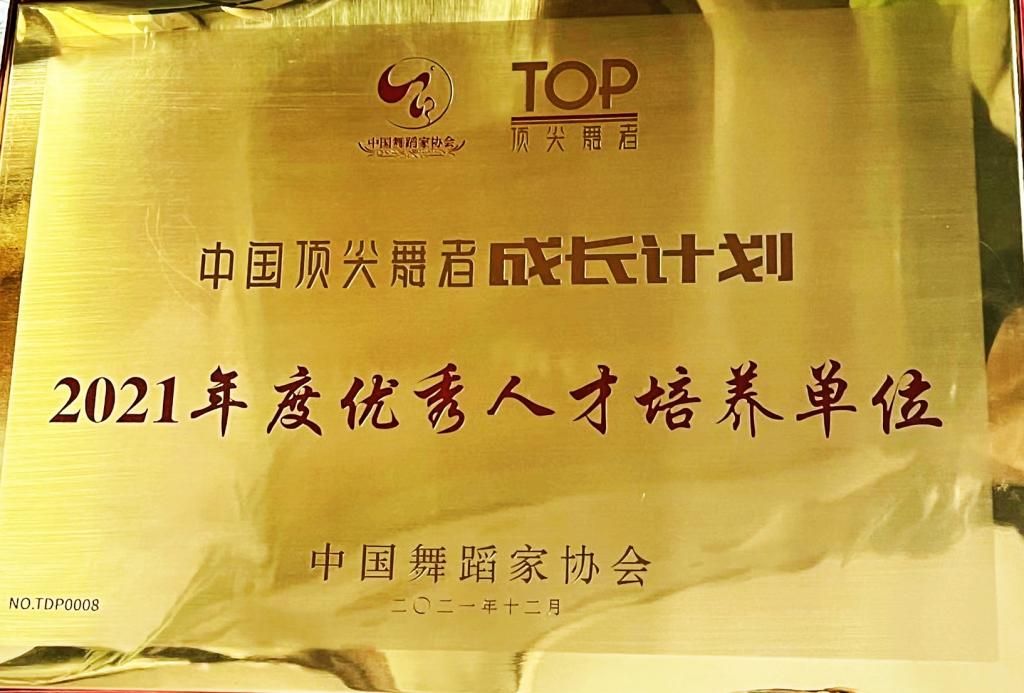 中国舞蹈家协会
TOP
顶尖舞者
中国顶尖舞者成长计划
2021年度优秀人才培养单位
中国舞蹈家协会
NO.TDP0008
二〇二一年十二月